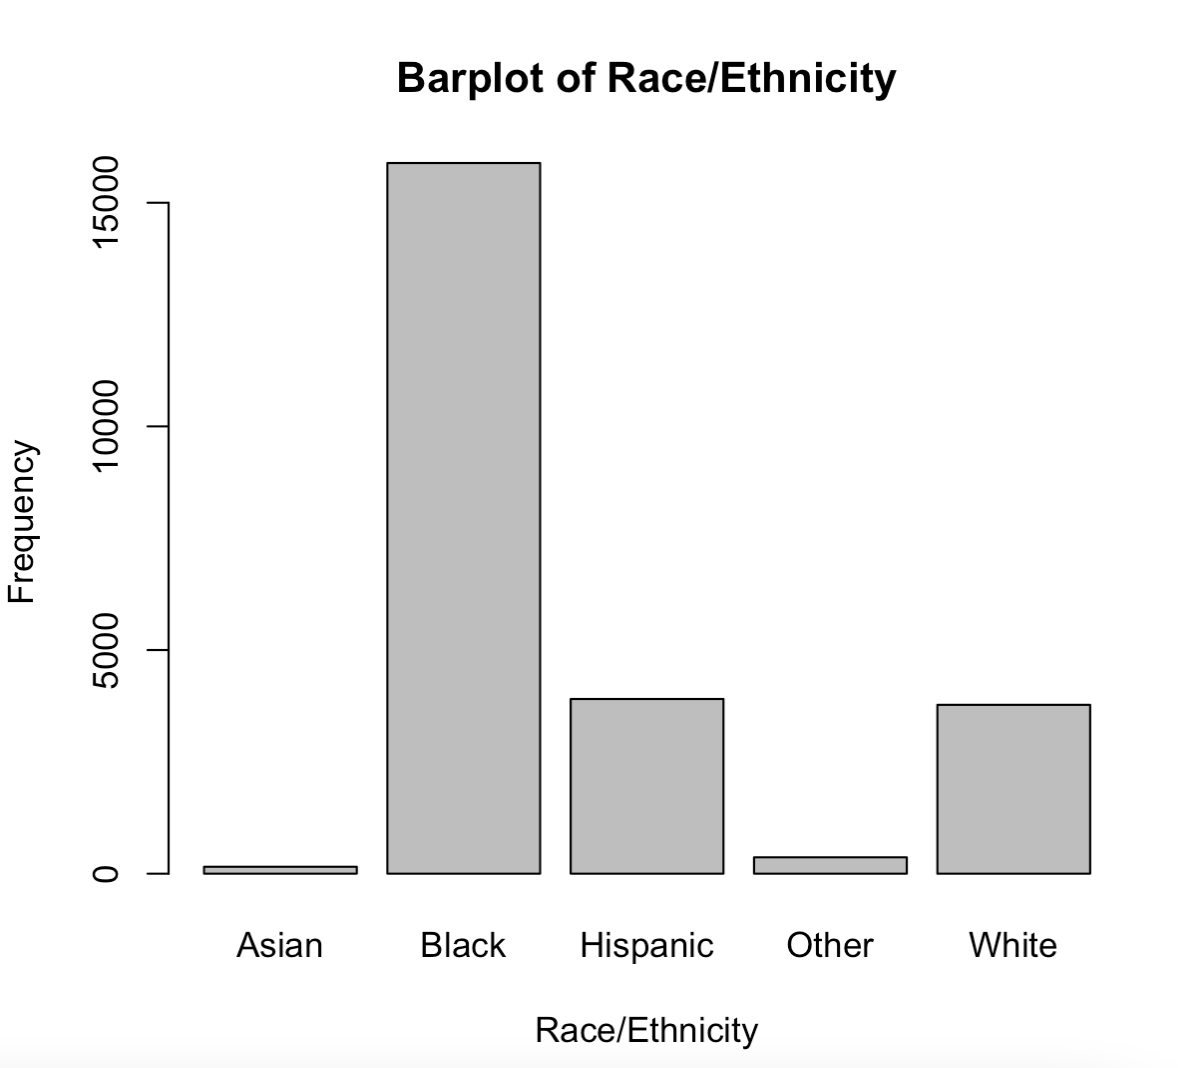 Barplot of Race/Ethnicity
15000
10000
5000
0
Frequency
Asian Black Hispanic Other White
Race/Ethnicity